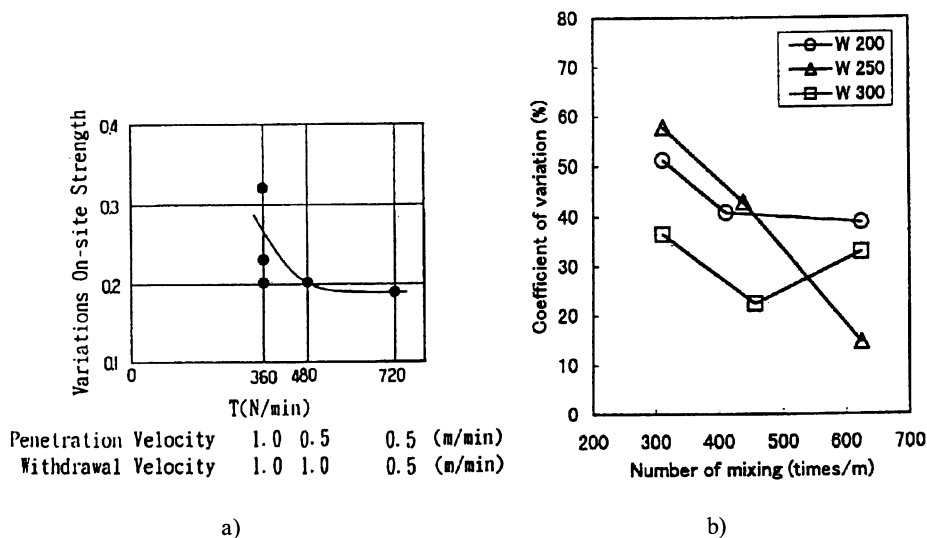 Variations On-site Strength
0.4
0.3
0.2
0.1
0
360 480 720
T(N/min)
Penetration Velocity 1.0 0.5 0.5 (m/min)
Withdrawal Velocity 1.0 1.0 0.5 (m/min)
a)
Coefficient of variation (%)
80
70
60
50
40
30
20
10
0
W 200
W 250
W 300
200 300 400 500 600 700
Number of mixing (times/m)
b)